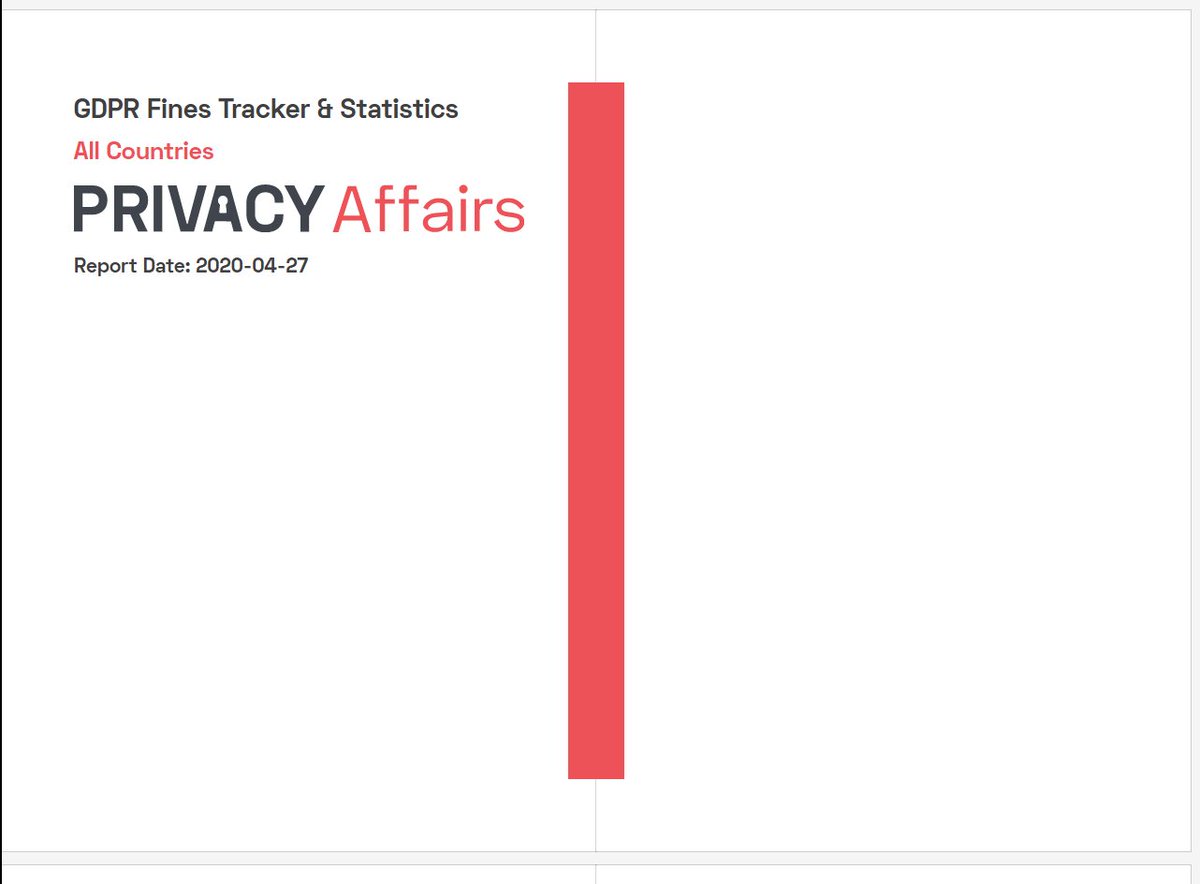 GDPR Fines Tracker & Statistics
All Countries
PRIVACY Affairs
Report Date: 2020-04-27